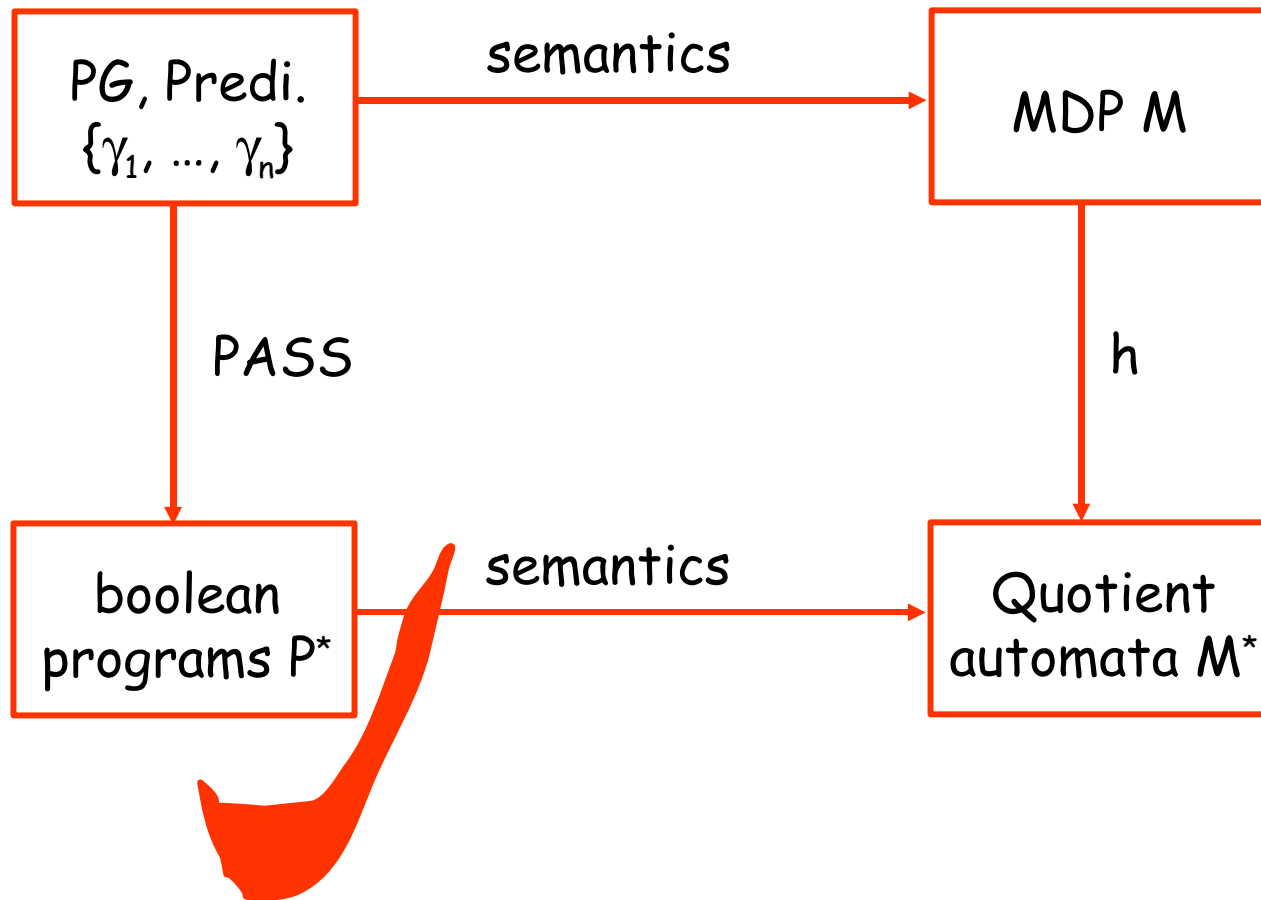 PG, Predi.
{γ₁, ..., γₙ}
semantics
MDP M
PASS
h
boolean
programs P*
semantics
Quotient
automata M*